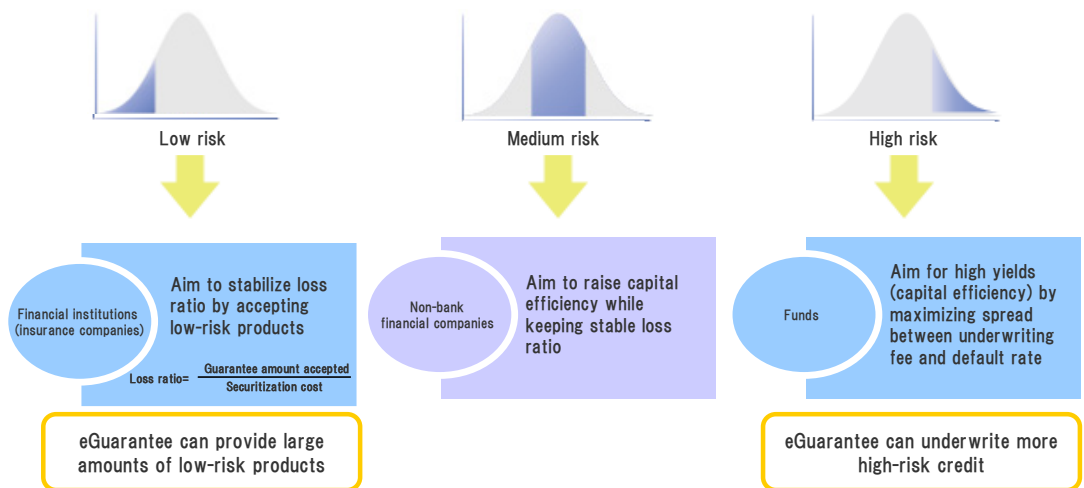 Low risk
Medium risk
High risk
Financial institutions
(insurance companies)
Aim to stabilize loss
ratio by accepting
low-risk products
Loss ratio= Guarantee amount accepted
Securitization cost
Non-bank
financial companies
Aim to raise capital
efficiency while
keeping stable loss
ratio
Funds
Aim for high yields
(capital efficiency) by
maximizing spread
between underwriting
fee and default rate
eGuarantee can provide large
amounts of low-risk products
eGuarantee can underwrite more
high-risk credit